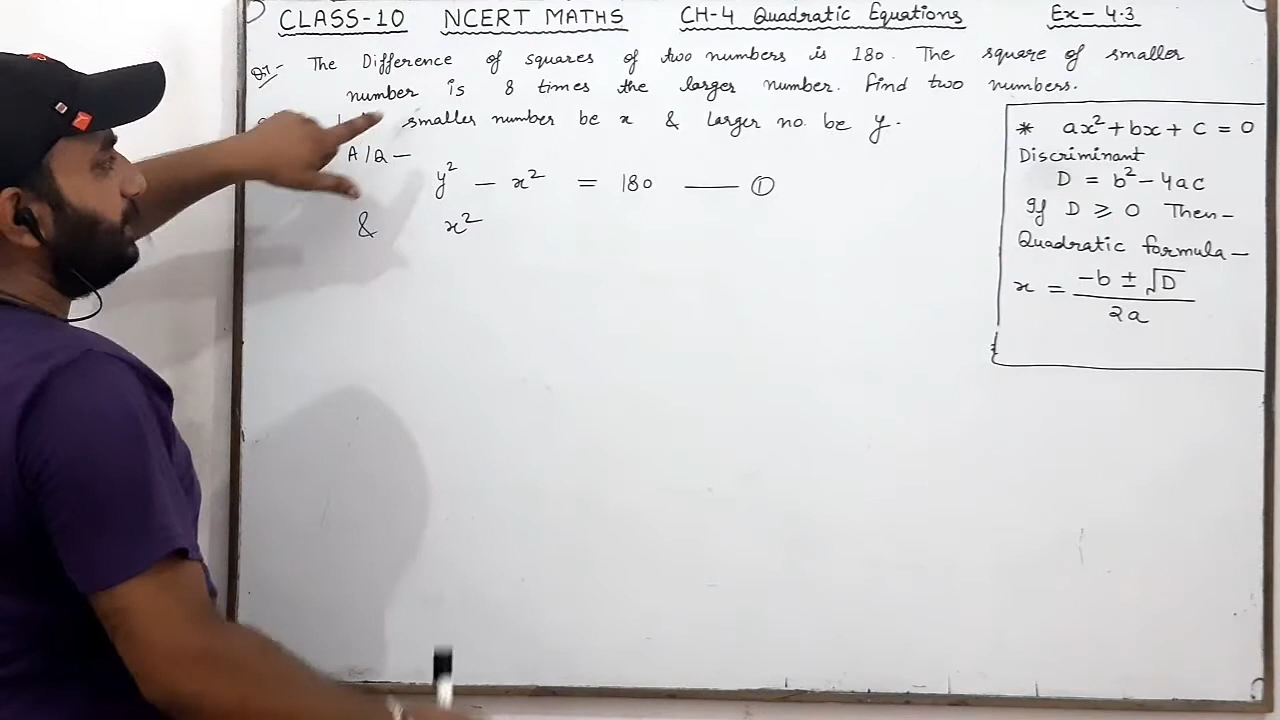 CLASS-10 NCERT MATHS CH-4 Quadratic Equations Ex-4.3
Q7- The Difference of squares of two numbers is 180. The square of smaller
number is 8 times the larger number. Find two numbers.
smaller number be x & larger no. be y.
A/Q-
y² - x² = 180 —— ①
& x²
* ax² + bx + c = 0
Discriminant
D = b² - 4ac
If D ≥ 0 Then-
Quadratic formula-
x = (-b ± √D) / 2a